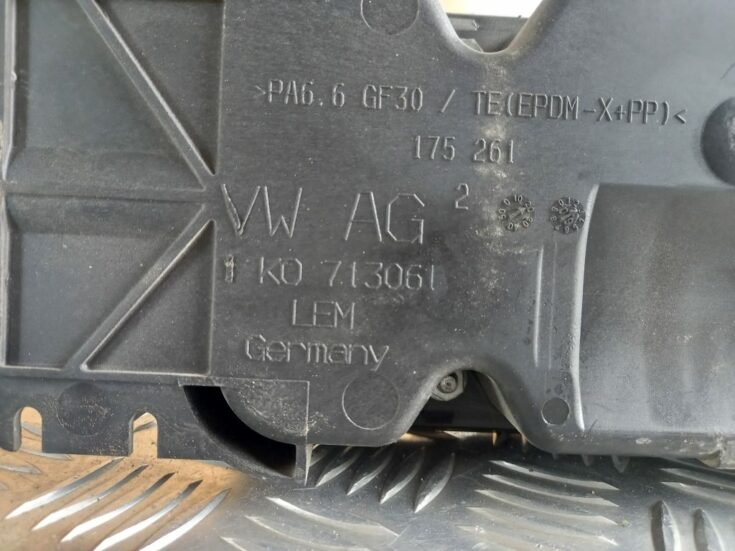 >PA6.6 GF30 / TE(EPDM-X+PP)<
175 261
VW AG 2
1 K0 713061
LEM
Germany